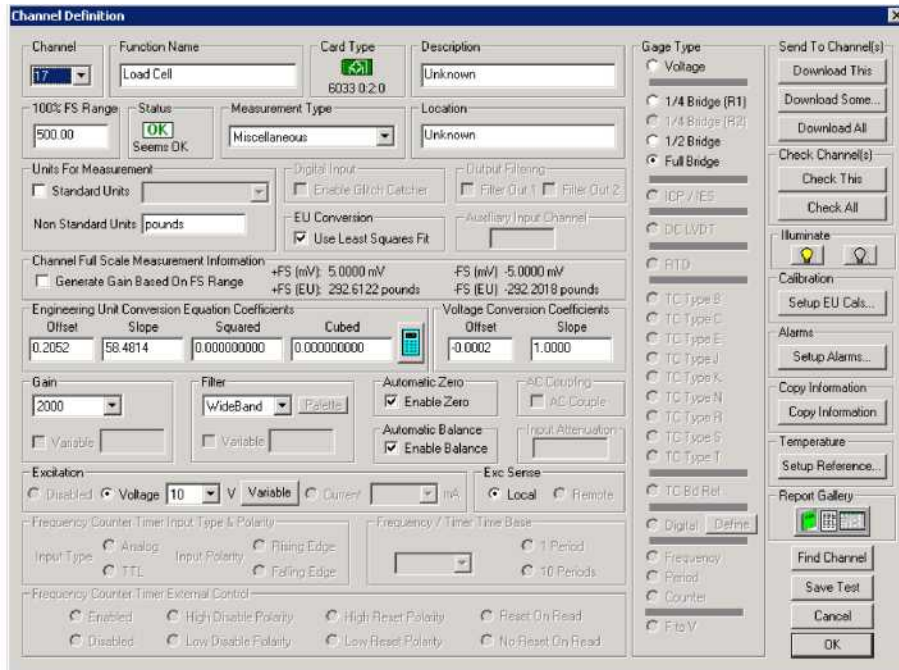 Channel Definition
Channel
17
Function Name
Load Cell
Card Type
6033 0:2:0
Description
Unknown
100% FS Range
500.00
Status
OK
Seems OK
Measurement Type
Miscellaneous
Location
Unknown
Units For Measurement
Standard Units
Non Standard Units
pounds
Digital Input
Enable Glitch Catcher
Output Filtering
Filter Out 1
Filter Out 2
EU Conversion
Use Least Squares Fit
Auxiliary Input Channel
Channel Full Scale Measurement Information
Generate Gain Based On FS Range
+FS (mV): 5.0000 mV
-FS (mV) -5.0000 mV
+FS (EU): 292.6122 pounds
-FS (EU) -292.2018 pounds
Engineering Unit Conversion Equation Coefficients
Offset
Slope
Squared
Cubed
0.2052
58.4814
0.000000000
0.000000000
Voltage Conversion Coefficients
Offset
Slope
-0.0002
1.0000
Gain
2000
Variable
Filter
WideBand
Palette
Variable
Automatic Zero
Enable Zero
AC Coupling
AC Couple
Automatic Balance
Enable Balance
Input Attenuation
Excitation
Disabled
Voltage
10
V
Variable
Current
mA
Exc Sense
Local
Remote
Frequency Counter Timer Input Type & Polarity
Input Type
Analog
TTL
Input Polarity
Rising Edge
Falling Edge
Frequency / Timer Time Base
1 Period
10 Periods
Frequency Counter Timer External Control
Enabled
High Disable Polarity
High Reset Polarity
Reset On Read
Disabled
Low Disable Polarity
Low Reset Polarity
No Reset On Read
Gage Type
Voltage
1/4 Bridge (R1)
1/4 Bridge (R2)
1/2 Bridge
Full Bridge
ICP / IES
DC LVDT
RTD
TC Type B
TC Type C
TC Type E
TC Type J
TC Type K
TC Type N
TC Type R
TC Type S
TC Type T
TC Bd Ref
Digital
Define
Frequency
Period
Counter
F to V
Send To Channel(s)
Download This
Download Some...
Download All
Check Channel(s)
Check This
Check All
Illuminate
Calibration
Setup EU Cals...
Alarms
Setup Alarms...
Copy Information
Copy Information
Temperature
Setup Reference...
Report Gallery
Find Channel
Save Test
Cancel
OK